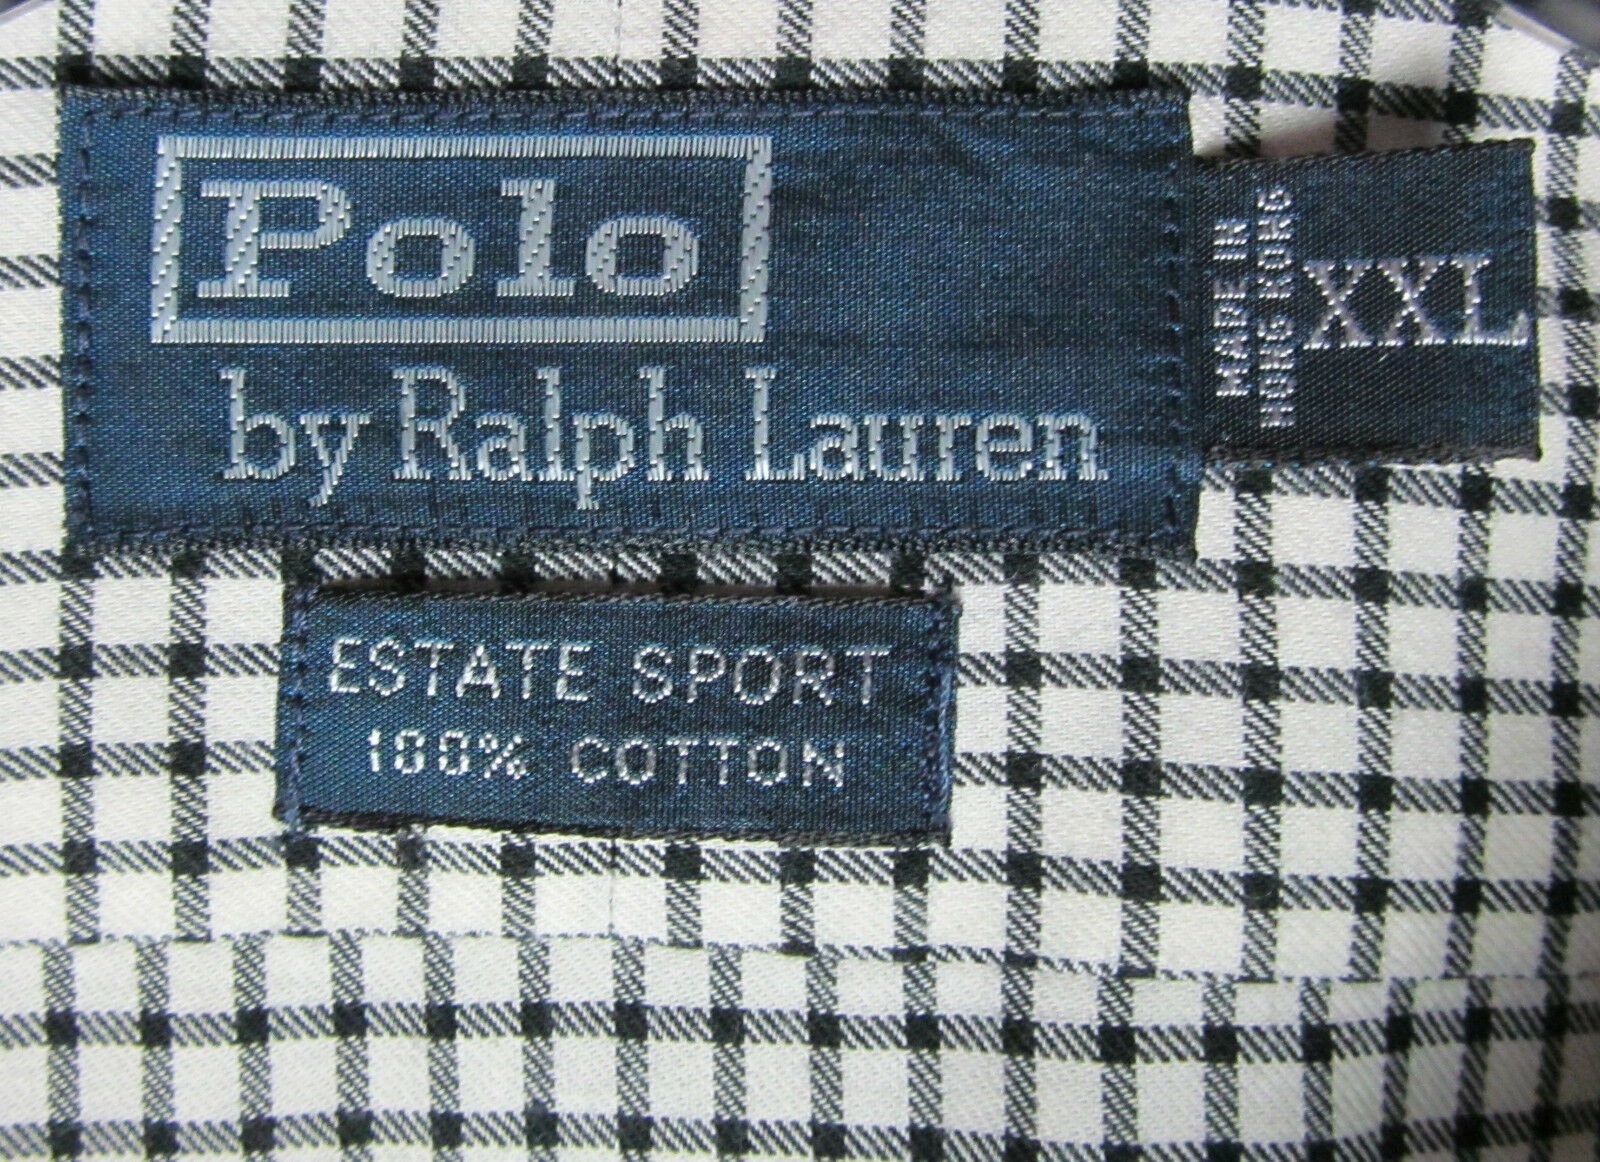 Polo
by Ralph Lauren
MADE IN
HONG KONG
XXL
ESTATE SPORT
100% COTTON